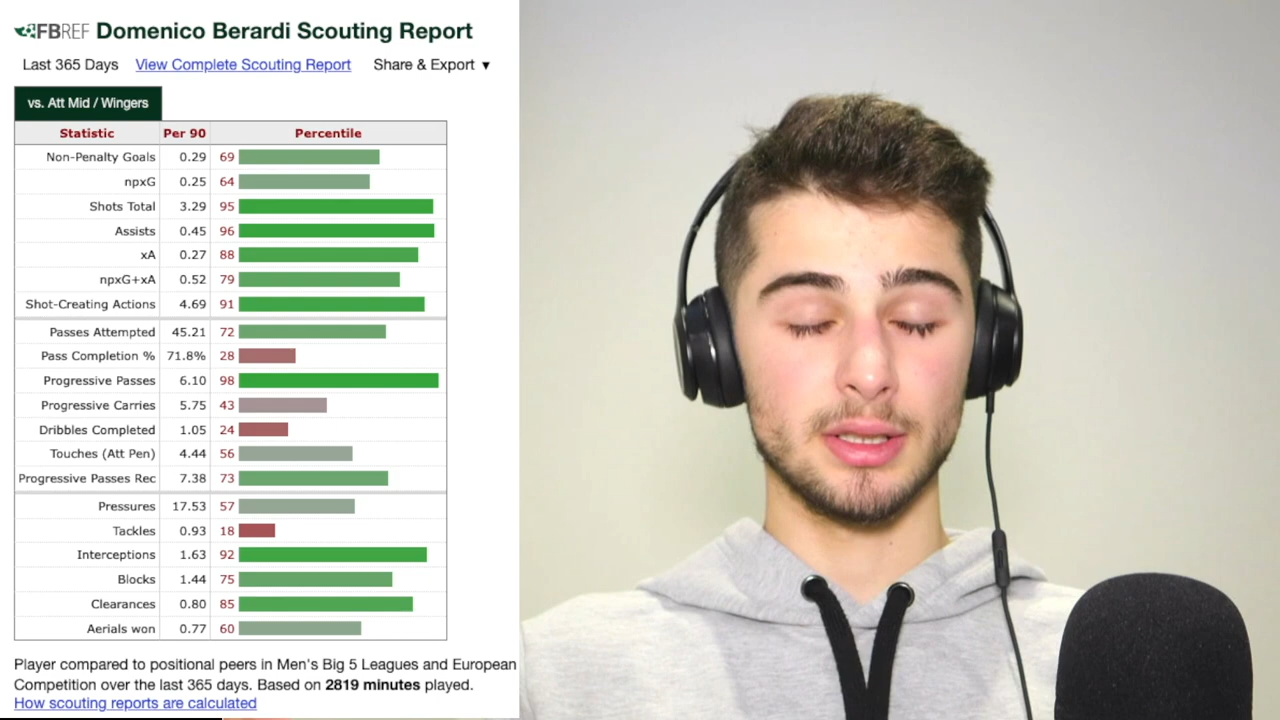 FBREF Domenico Berardi Scouting Report
Last 365 Days View Complete Scouting Report Share & Export ▼
vs. Att Mid / Wingers
Statistic Per 90 Percentile
Non-Penalty Goals 0.29 69
npxG 0.25 64
Shots Total 3.29 95
Assists 0.45 96
xA 0.27 88
npxG+xA 0.52 79
Shot-Creating Actions 4.69 91
Passes Attempted 45.21 72
Pass Completion % 71.8% 28
Progressive Passes 6.10 98
Progressive Carries 5.75 43
Dribbles Completed 1.05 24
Touches (Att Pen) 4.44 56
Progressive Passes Rec 7.38 73
Pressures 17.53 57
Tackles 0.93 18
Interceptions 1.63 92
Blocks 1.44 75
Clearances 0.80 85
Aerials won 0.77 60
Player compared to positional peers in Men's Big 5 Leagues and European
Competition over the last 365 days. Based on 2819 minutes played.
How scouting reports are calculated